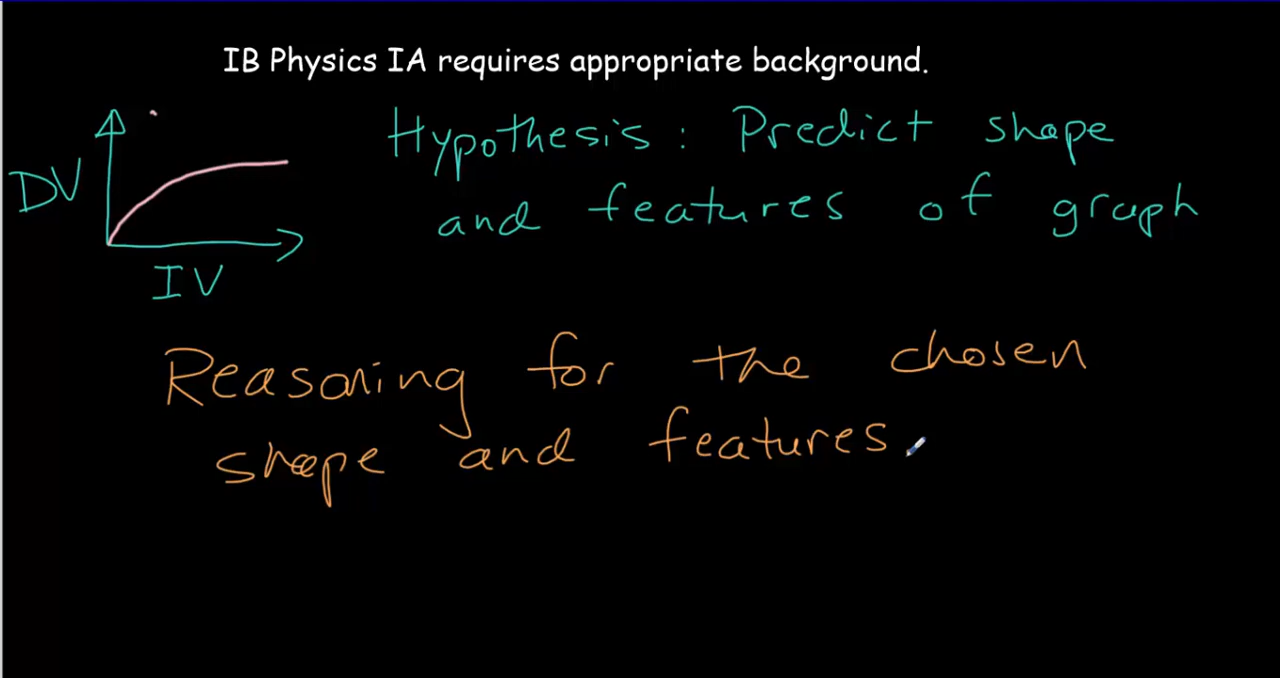 IB Physics IA requires appropriate background.
DV
IV
Hypothesis: Predict shape
and features of graph
Reasoning for the chosen
shape and features.